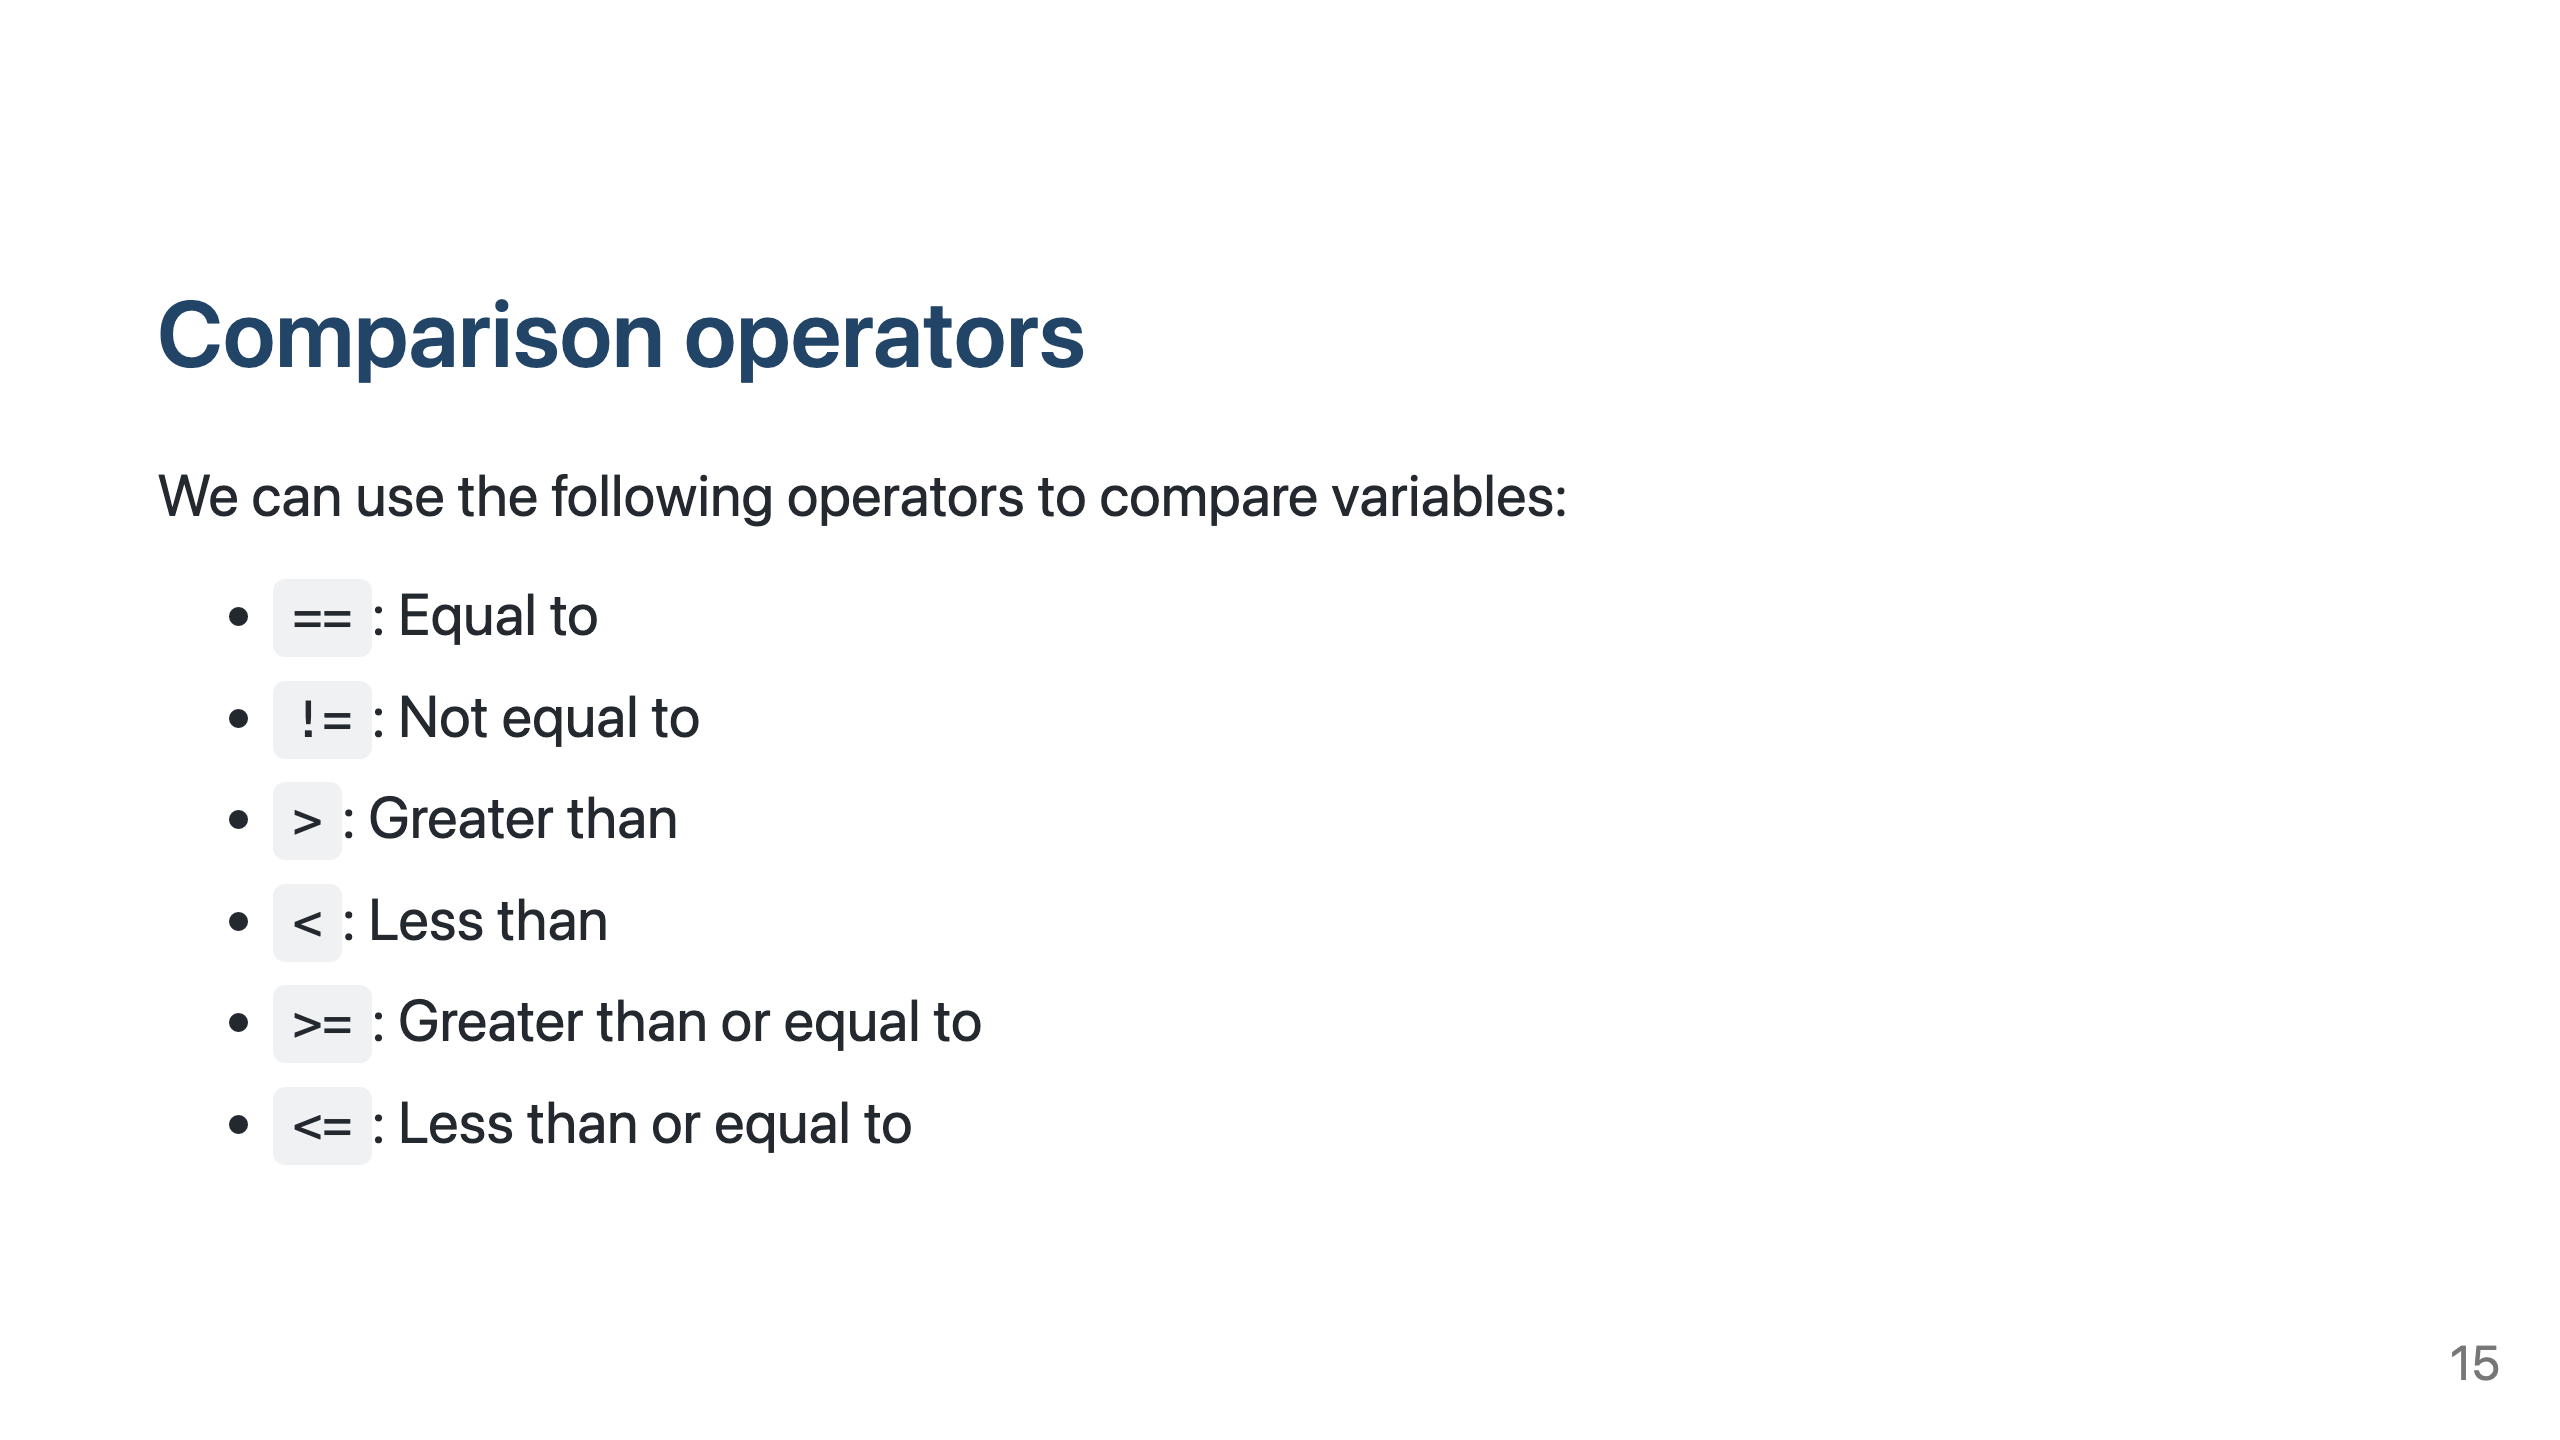 Comparison operators
We can use the following operators to compare variables:
• == : Equal to
• != : Not equal to
• > : Greater than
• < : Less than
• >= : Greater than or equal to
• <= : Less than or equal to
15